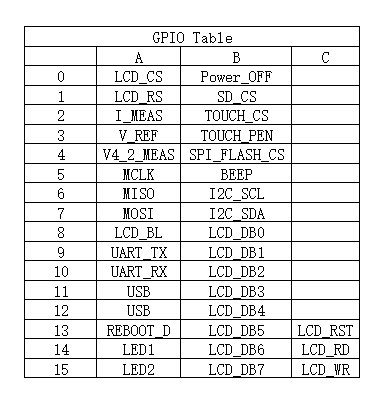 GPIO Table
A B C
0 LCD_CS Power_OFF
1 LCD_RS SD_CS
2 I_MEAS TOUCH_CS
3 V_REF TOUCH_PEN
4 V4_2_MEAS SPI_FLASH_CS
5 MCLK BEEP
6 MISO I2C_SCL
7 MOSI I2C_SDA
8 LCD_BL LCD_DB0
9 UART_TX LCD_DB1
10 UART_RX LCD_DB2
11 USB LCD_DB3
12 USB LCD_DB4
13 REBOOT_D LCD_DB5 LCD_RST
14 LED1 LCD_DB6 LCD_RD
15 LED2 LCD_DB7 LCD_WR